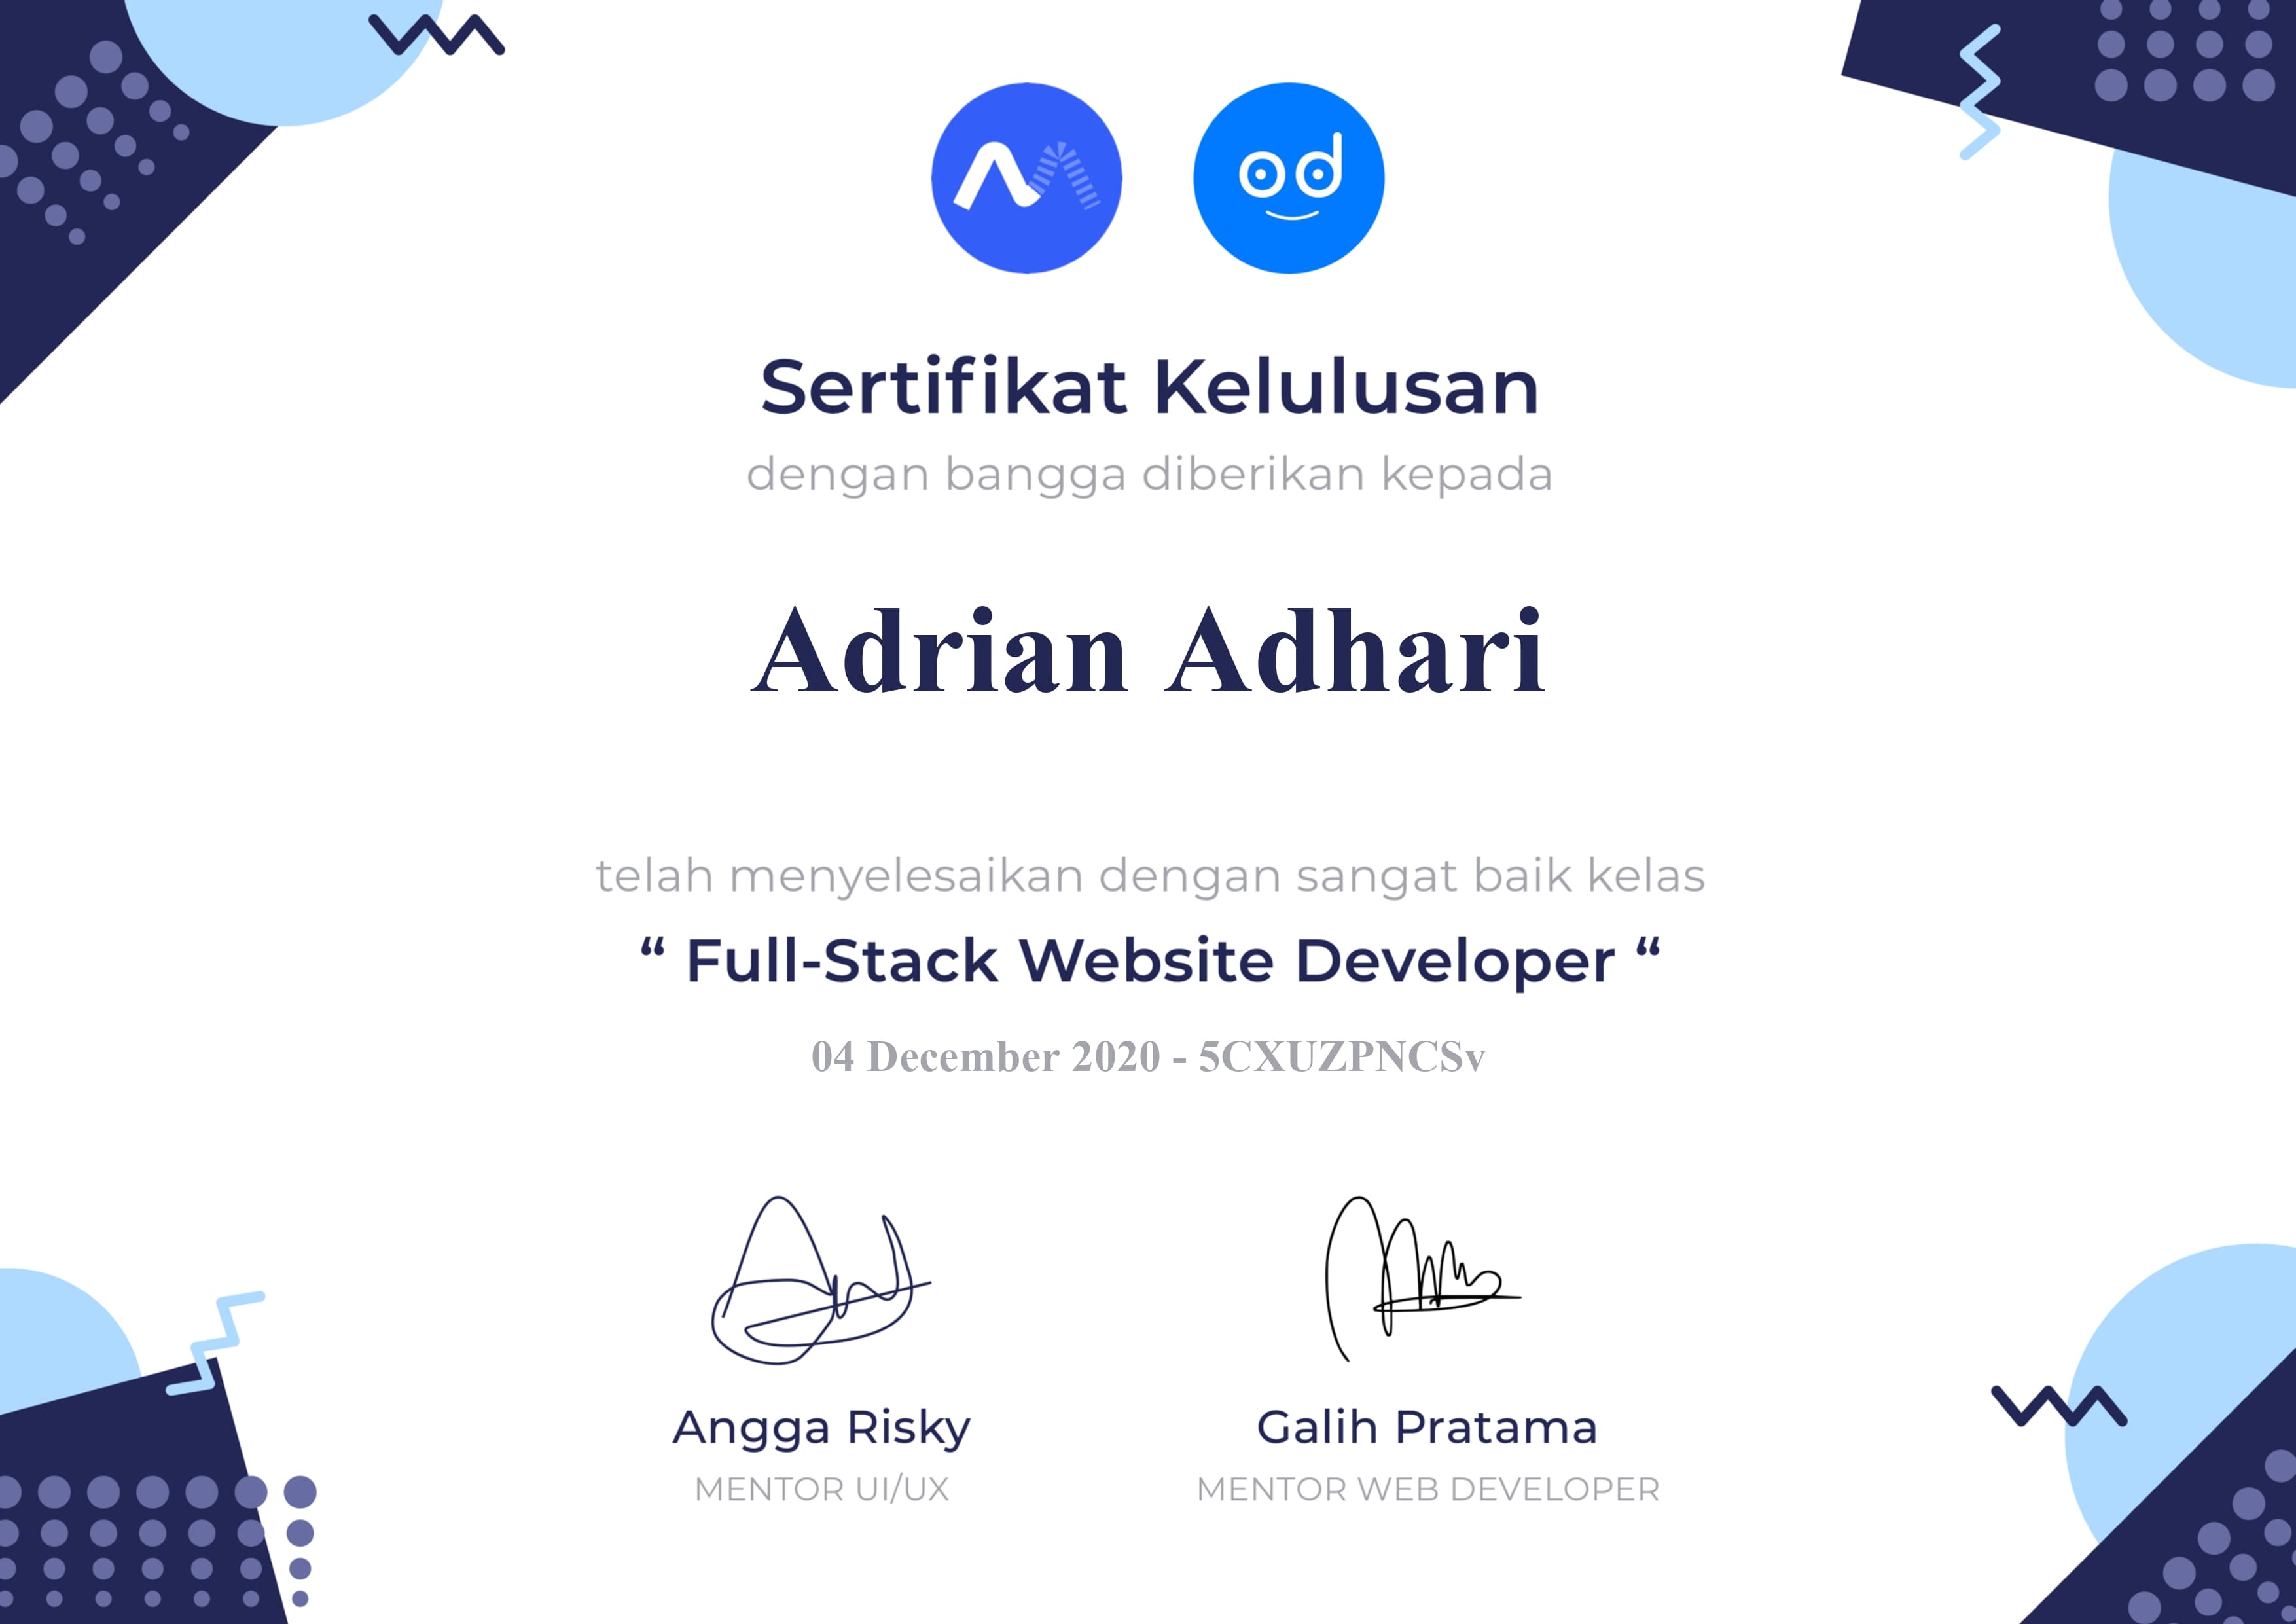 Sertifikat Kelulusan
dengan bangga diberikan kepada
Adrian Adhari
telah menyelesaikan dengan sangat baik kelas
“ Full-Stack Website Developer “
04 December 2020 - 5CXUZPNCSv
Angga Risky
Galih Pratama
MENTOR UI/UX
MENTOR WEB DEVELOPER